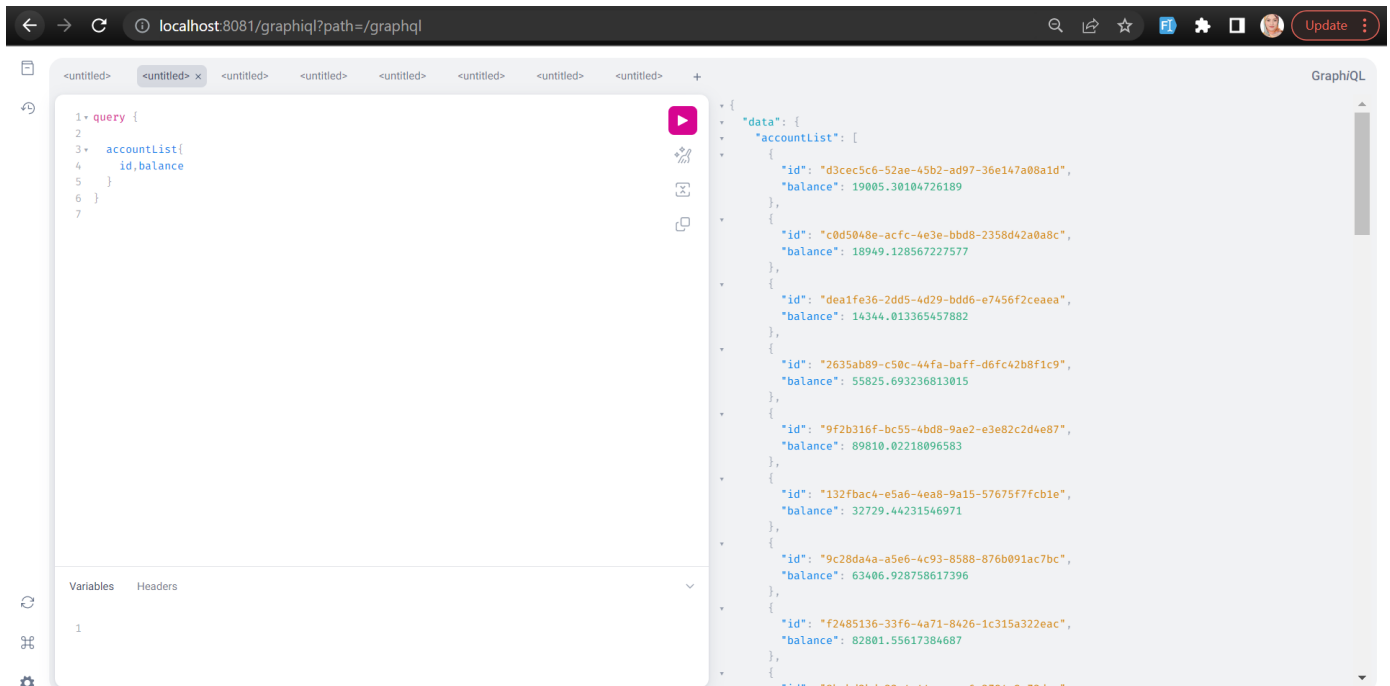 localhost:8081/graphiql?path=/graphql
Update
<untitled> <untitled> × <untitled> <untitled> <untitled> <untitled> <untitled> <untitled> +
GraphiQL
1 query {
2
3 accountList{
4 id,balance
5 }
6 }
7
Variables Headers
1
{
"data": {
"accountList": [
{
"id": "d3cec5c6-52ae-45b2-ad97-36e147a08a1d",
"balance": 19005.30104726189
},
{
"id": "c0d5048e-acfc-4e3e-bbd8-2358d42a0a8c",
"balance": 18949.128567227577
},
{
"id": "dea1fe36-2dd5-4d29-bdd6-e7456f2ceaea",
"balance": 14344.013365457882
},
{
"id": "2635ab89-c50c-44fa-baff-d6fc42b8f1c9",
"balance": 55825.693236813015
},
{
"id": "9f2b316f-bc55-4bd8-9ae2-e3e82c2d4e87",
"balance": 89810.02218096583
},
{
"id": "132fbac4-e5a6-4ea8-9a15-57675f7fcb1e",
"balance": 32729.44231546971
},
{
"id": "9c28da4a-a5e6-4c93-8588-876b091ac7bc",
"balance": 63406.928758617396
},
{
"id": "f2485136-33f6-4a71-8426-1c315a322eac",
"balance": 82801.55617384687
},
{